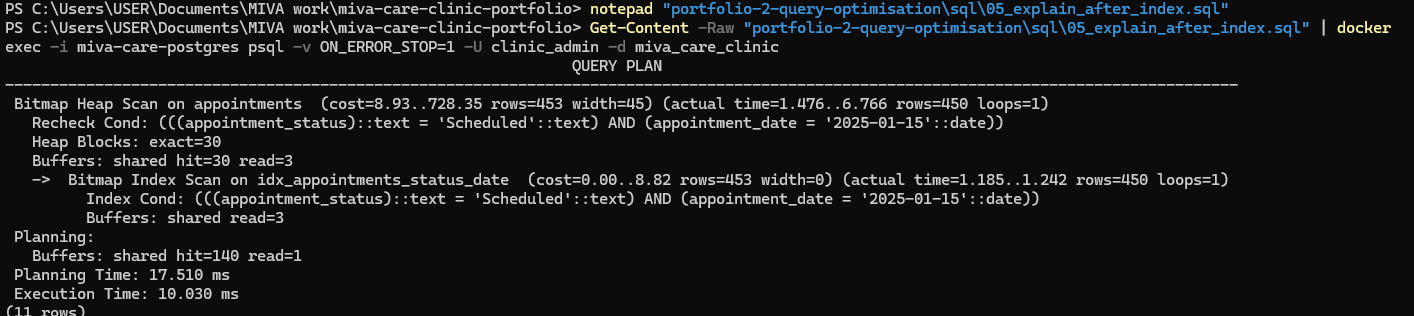 PS C:\Users\USER\Documents\MIVA work\miva-care-clinic-portfolio> notepad "portfolio-2-query-optimisation\sql\05_explain_after_index.sql"
PS C:\Users\USER\Documents\MIVA work\miva-care-clinic-portfolio> Get-Content -Raw "portfolio-2-query-optimisation\sql\05_explain_after_index.sql" | docker
exec -i miva-care-postgres psql -v ON_ERROR_STOP=1 -U clinic_admin -d miva_care_clinic
QUERY PLAN
---------------------------------------------------------------------------------------------------------------------------------------------
Bitmap Heap Scan on appointments  (cost=8.93..728.35 rows=453 width=45) (actual time=1.476..6.766 rows=450 loops=1)
Recheck Cond: (((appointment_status)::text = 'Scheduled'::text) AND (appointment_date = '2025-01-15'::date))
Heap Blocks: exact=30
Buffers: shared hit=30 read=3
->  Bitmap Index Scan on idx_appointments_status_date  (cost=0.00..8.82 rows=453 width=0) (actual time=1.185..1.242 rows=450 loops=1)
Index Cond: (((appointment_status)::text = 'Scheduled'::text) AND (appointment_date = '2025-01-15'::date))
Buffers: shared read=3
Planning:
Buffers: shared hit=140 read=1
Planning Time: 17.510 ms
Execution Time: 10.030 ms
(11 rows)